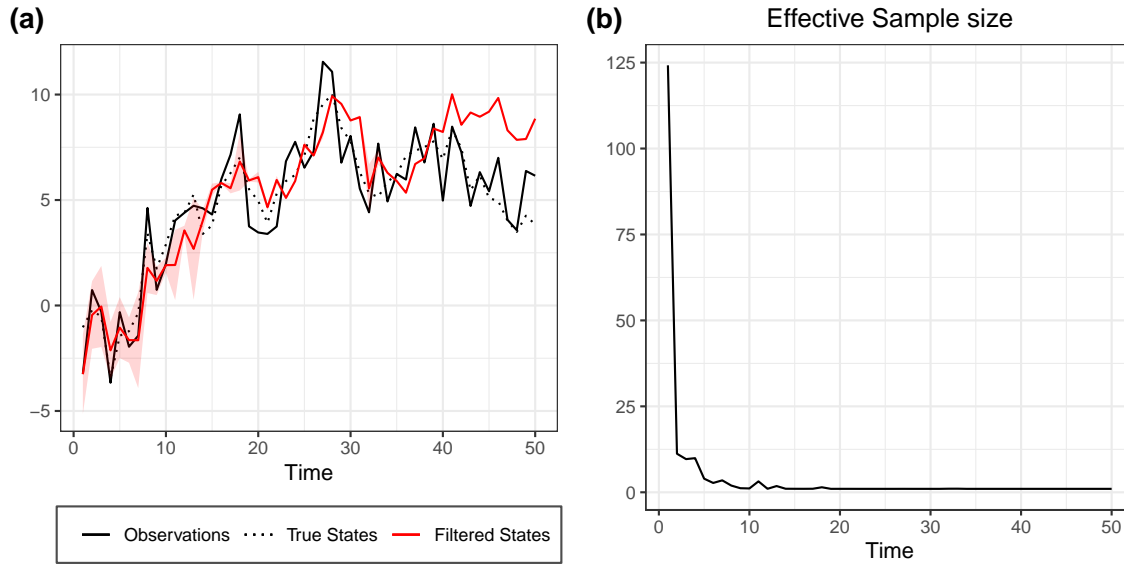 (a)
10
5
0
−5
0 10 20 30 40 50
Time
Observations True States Filtered States
(b) Effective Sample size
125
100
75
50
25
0
0 10 20 30 40 50
Time